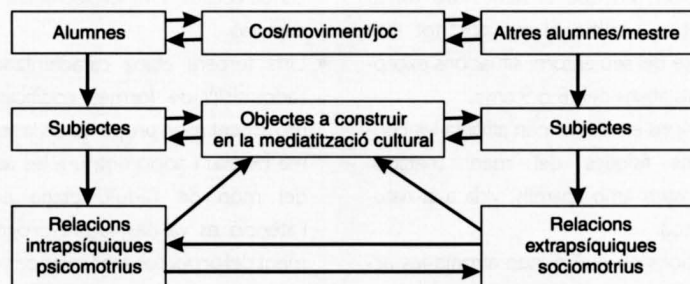 Alumnes
Cos/moviment/joc
Altres alumnes/mestre
Subjectes
Objectes a construir
en la mediatització cultural
Subjectes
Relacions
intrapsíquiques
psicomotrius
Relacions
extrapsíquiques
sociomotrius